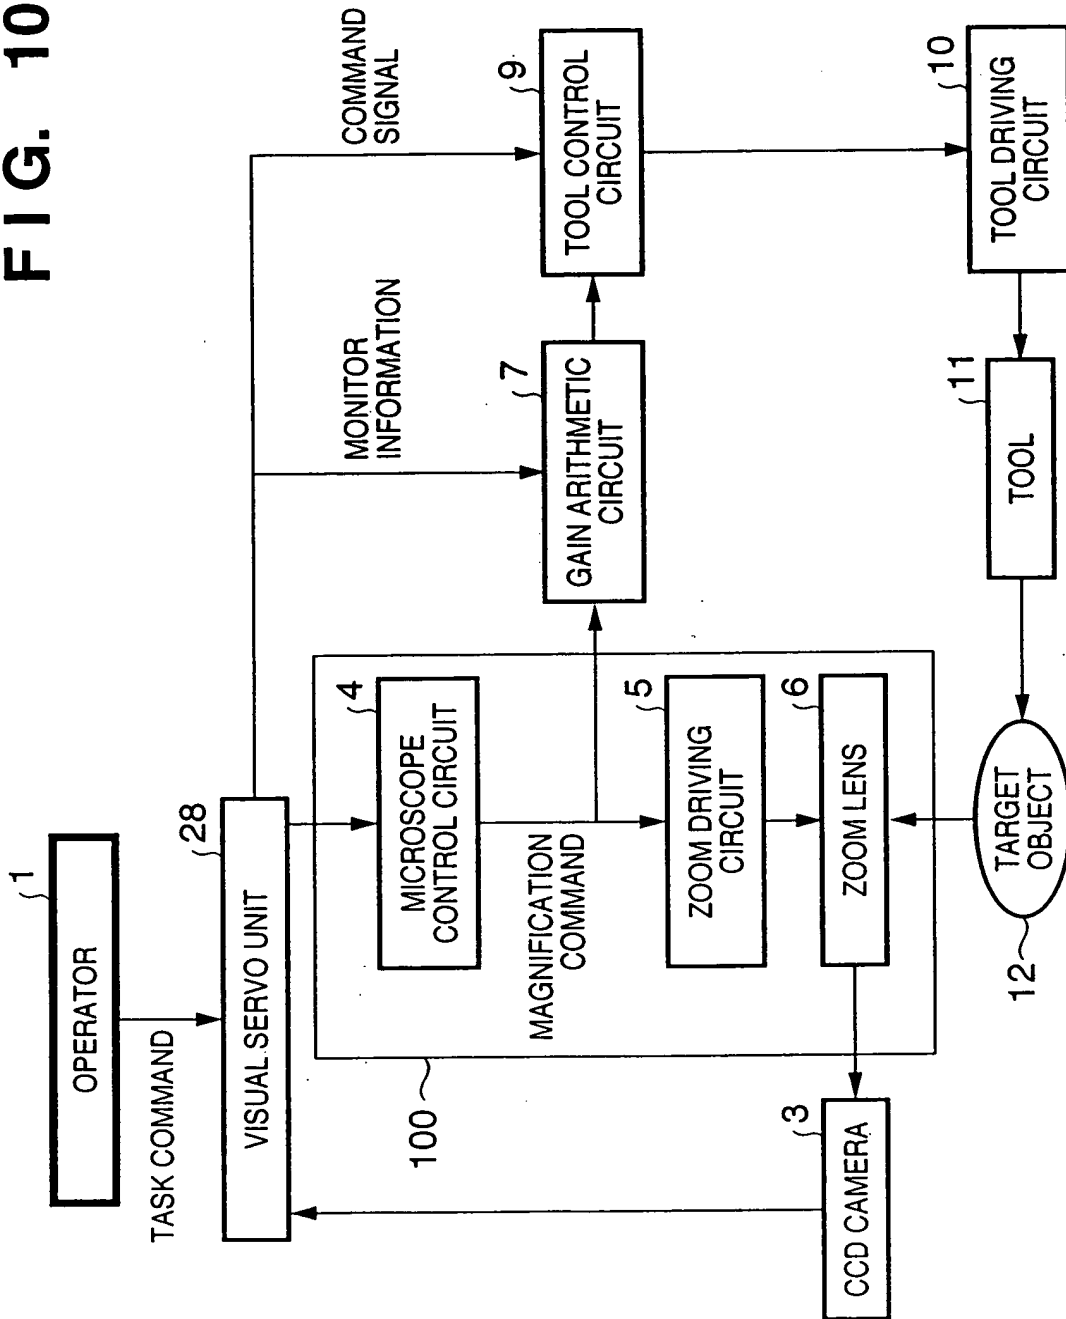 FIG. 10
1
OPERATOR
TASK COMMAND
28
VISUAL SERVO UNIT
COMMAND
SIGNAL
MONITOR
INFORMATION
100
4
MICROSCOPE
CONTROL CIRCUIT
MAGNIFICATION
COMMAND
7
GAIN ARITHMETIC
CIRCUIT
9
TOOL CONTROL
CIRCUIT
5
ZOOM DRIVING
CIRCUIT
6
ZOOM LENS
3
CCD CAMERA
12
TARGET
OBJECT
11
TOOL
10
TOOL DRIVING
CIRCUIT